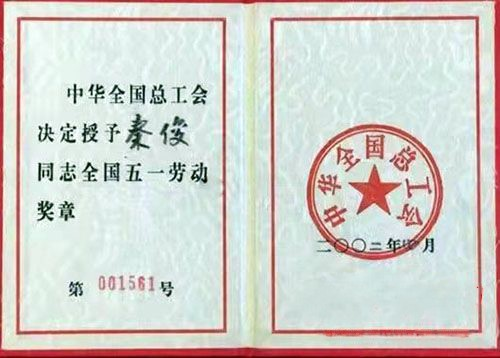 中华全国总工会
决定授予秦俊
同志全国五一劳动
奖章
第 001561 号
中华全国总工会
二〇〇二年 月